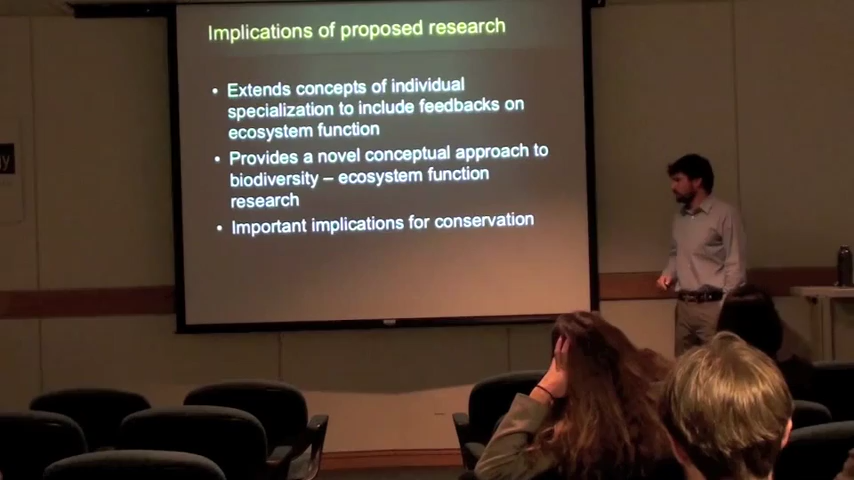 Implications of proposed research
• Extends concepts of individual
specialization to include feedbacks on
ecosystem function
• Provides a novel conceptual approach to
biodiversity – ecosystem function
research
• Important implications for conservation